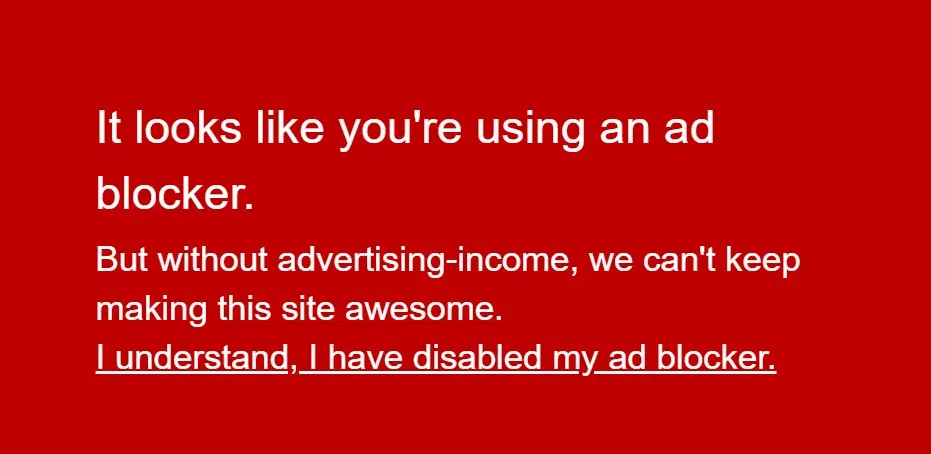 It looks like you're using an ad
blocker.
But without advertising-income, we can't keep
making this site awesome.
I understand, I have disabled my ad blocker.